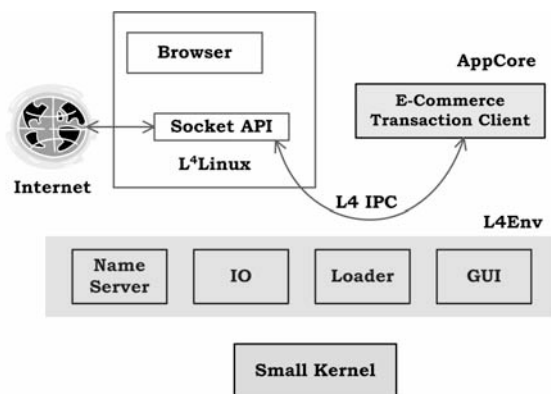 Browser
AppCore
E-Commerce
Transaction Client
Socket API
L⁴Linux
Internet
L4 IPC
L4Env
Name
Server
IO
Loader
GUI
Small Kernel